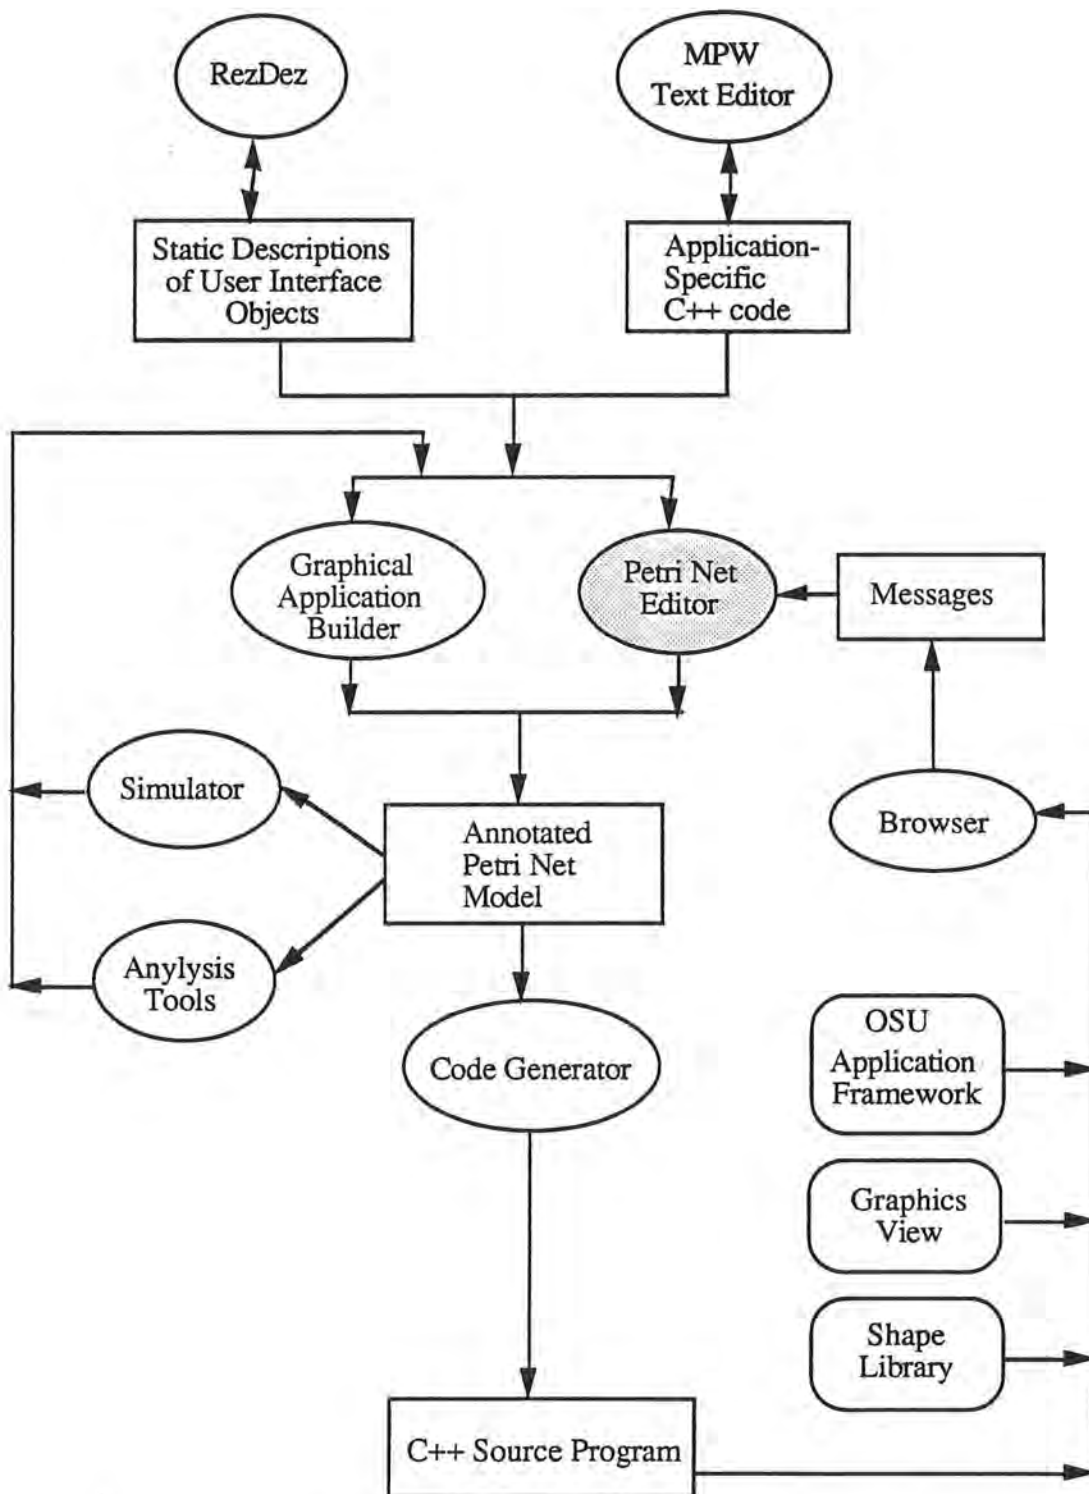 RezDez
MPW
Text Editor
Static Descriptions
of User Interface
Objects
Application-
Specific
C++ code
Graphical
Application
Builder
Petri Net
Editor
Messages
Simulator
Annotated
Petri Net
Model
Browser
Anylysis
Tools
Code Generator
OSU
Application
Framework
Graphics
View
Shape
Library
C++ Source Program